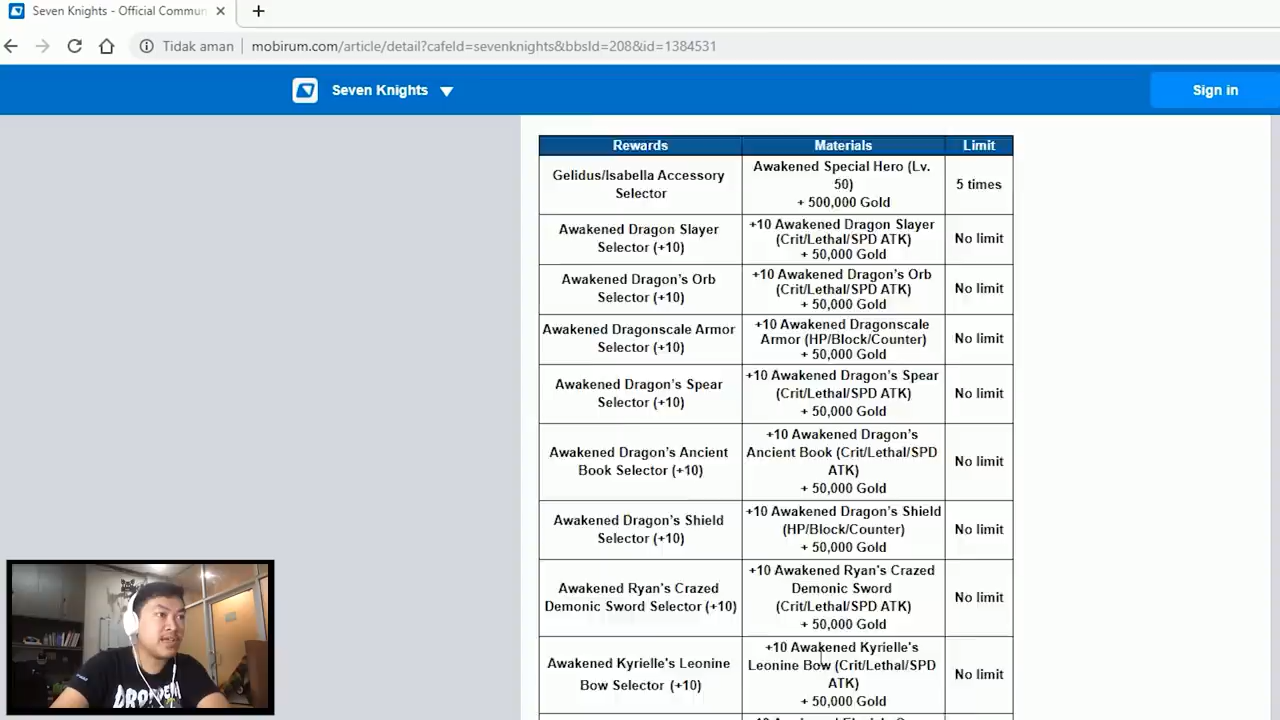 Seven Knights - Official Commun
Tidak aman
mobirum.com/article/detail?cafeId=sevenknights&bbsId=208&id=1384531
Seven Knights
Sign in
Rewards
Materials
Limit
Gelidus/Isabella Accessory
Selector
Awakened Special Hero (Lv.
50)
+ 500,000 Gold
5 times
Awakened Dragon Slayer
Selector (+10)
+10 Awakened Dragon Slayer
(Crit/Lethal/SPD ATK)
+ 50,000 Gold
No limit
Awakened Dragon's Orb
Selector (+10)
+10 Awakened Dragon's Orb
(Crit/Lethal/SPD ATK)
+ 50,000 Gold
No limit
Awakened Dragonscale Armor
Selector (+10)
+10 Awakened Dragonscale
Armor (HP/Block/Counter)
+ 50,000 Gold
No limit
Awakened Dragon's Spear
Selector (+10)
+10 Awakened Dragon's Spear
(Crit/Lethal/SPD ATK)
+ 50,000 Gold
No limit
Awakened Dragon's Ancient
Book Selector (+10)
+10 Awakened Dragon's
Ancient Book (Crit/Lethal/SPD
ATK)
+ 50,000 Gold
No limit
Awakened Dragon's Shield
Selector (+10)
+10 Awakened Dragon's Shield
(HP/Block/Counter)
+ 50,000 Gold
No limit
Awakened Ryan's Crazed
Demonic Sword Selector (+10)
+10 Awakened Ryan's Crazed
Demonic Sword
(Crit/Lethal/SPD ATK)
+ 50,000 Gold
No limit
Awakened Kyrielle's Leonine
Bow Selector (+10)
+10 Awakened Kyrielle's
Leonine Bow (Crit/Lethal/SPD
ATK)
+ 50,000 Gold
No limit